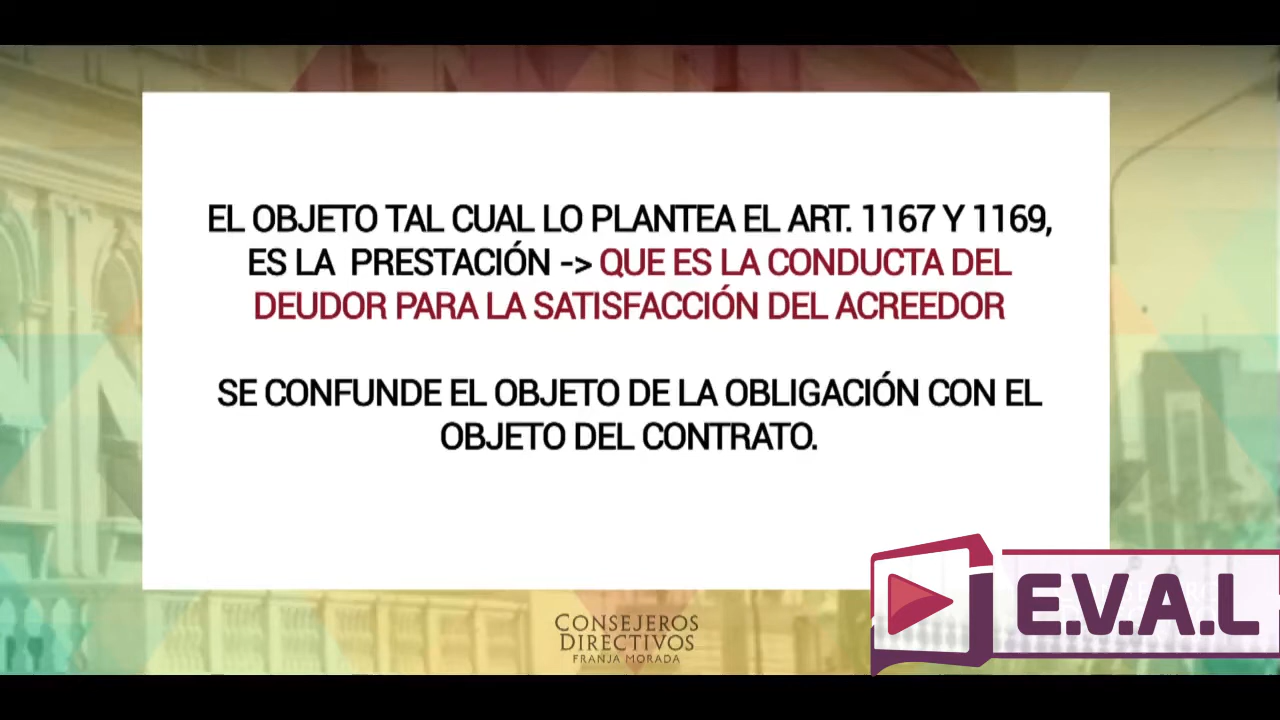 EL OBJETO TAL CUAL LO PLANTEA EL ART. 1167 Y 1169,
ES LA PRESTACIÓN -> QUE ES LA CONDUCTA DEL
DEUDOR PARA LA SATISFACCIÓN DEL ACREEDOR
SE CONFUNDE EL OBJETO DE LA OBLIGACIÓN CON EL
OBJETO DEL CONTRATO.
E.V.A.L
CONSEJEROS
DIRECTIVOS
FRANJA MORADA